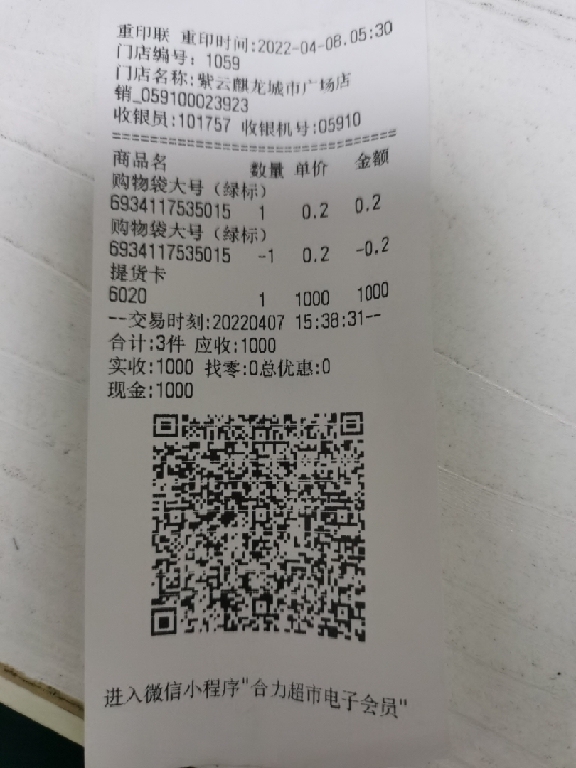 重印联 重印时间:2022-04-08.05:30
门店编号: 1059
门店名称:紫云麒龙城市广场店
销_059100023923
收银员:101757 收银机号:05910
================================
商品名 数量 单价 金额
购物袋大号(绿标)
6934117535015 1 0.2 0.2
购物袋大号(绿标)
6934117535015 -1 0.2 -0.2
提货卡
6020 1 1000 1000
--交易时刻:20220407 15:38:31--
合计:3件 应收:1000
实收:1000 找零:0总优惠:0
现金:1000
进入微信小程序"合力超市电子会员"